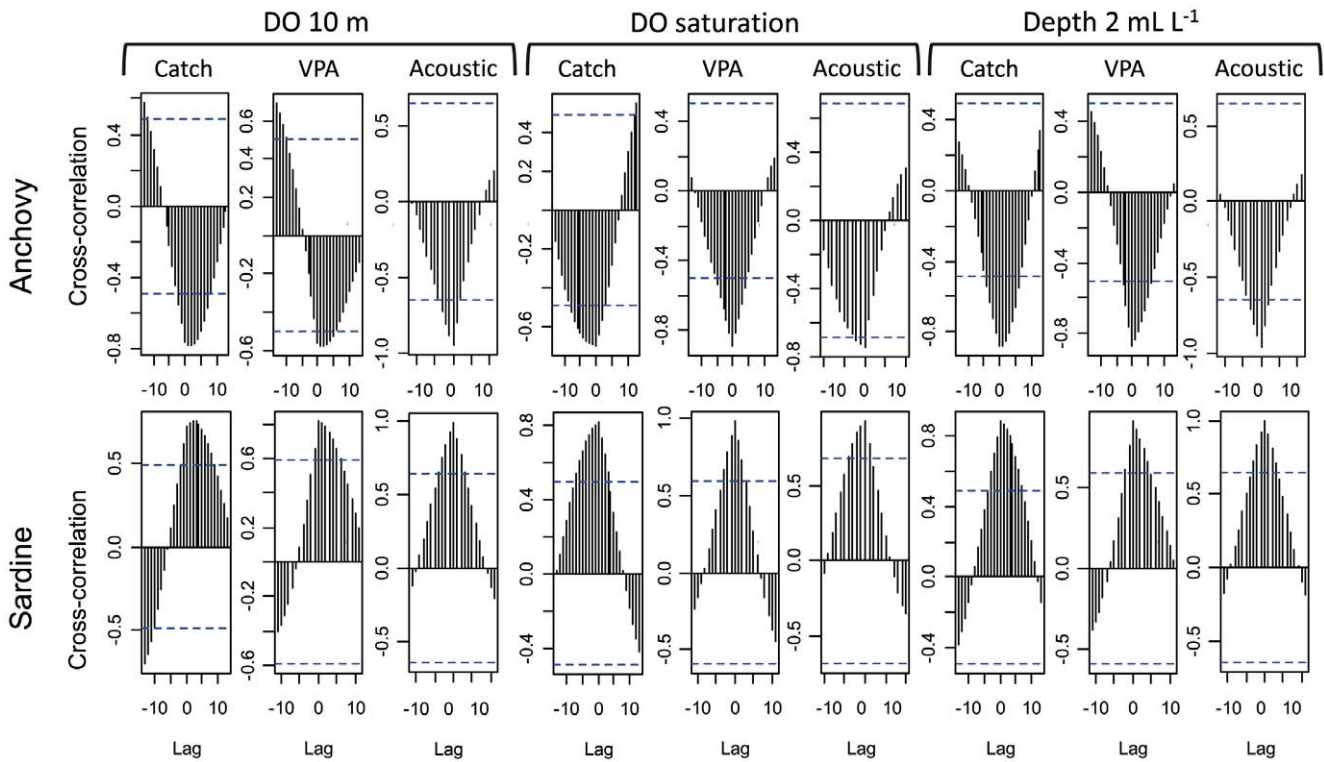 DO 10 m
DO saturation
Depth 2 mL L⁻¹
Catch VPA Acoustic
Catch VPA Acoustic
Catch VPA Acoustic
Anchovy
Cross-correlation
0.4 0.0 -0.4 -0.8
0.6 0.4 0.2 -0.2 -0.6
0.5 0.0 -0.5 -1.0
0.4 0.0 -0.2 -0.6
0.4 0.0 -0.4 -0.8
0.4 0.0 -0.4 -0.8
0.4 0.0 -0.4 -0.8
0.4 0.0 -0.4 -0.8
0.5 0.0 -0.5 -1.0
-10 0 10
-10 0 10
-10 0 10
-10 0 10
-10 0 10
-10 0 10
-10 0 10
-10 0 10
-10 0 10
Sardine
Cross-correlation
0.5 0.0 -0.5
0.6 0.2 -0.2 -0.6
1.0 0.5 0.0 -0.5
0.8 0.4 0.0 -0.4
1.0 0.5 0.0 -0.5
0.5 0.0 -0.5
0.8 0.4 0.0 -0.4
0.5 0.0 -0.5
1.0 0.5 0.0 -0.5
-10 0 10
-10 0 10
-10 0 10
-10 0 10
-10 0 10
-10 0 10
-10 0 10
-10 0 10
-10 0 10
Lag
Lag
Lag
Lag
Lag
Lag
Lag
Lag
Lag